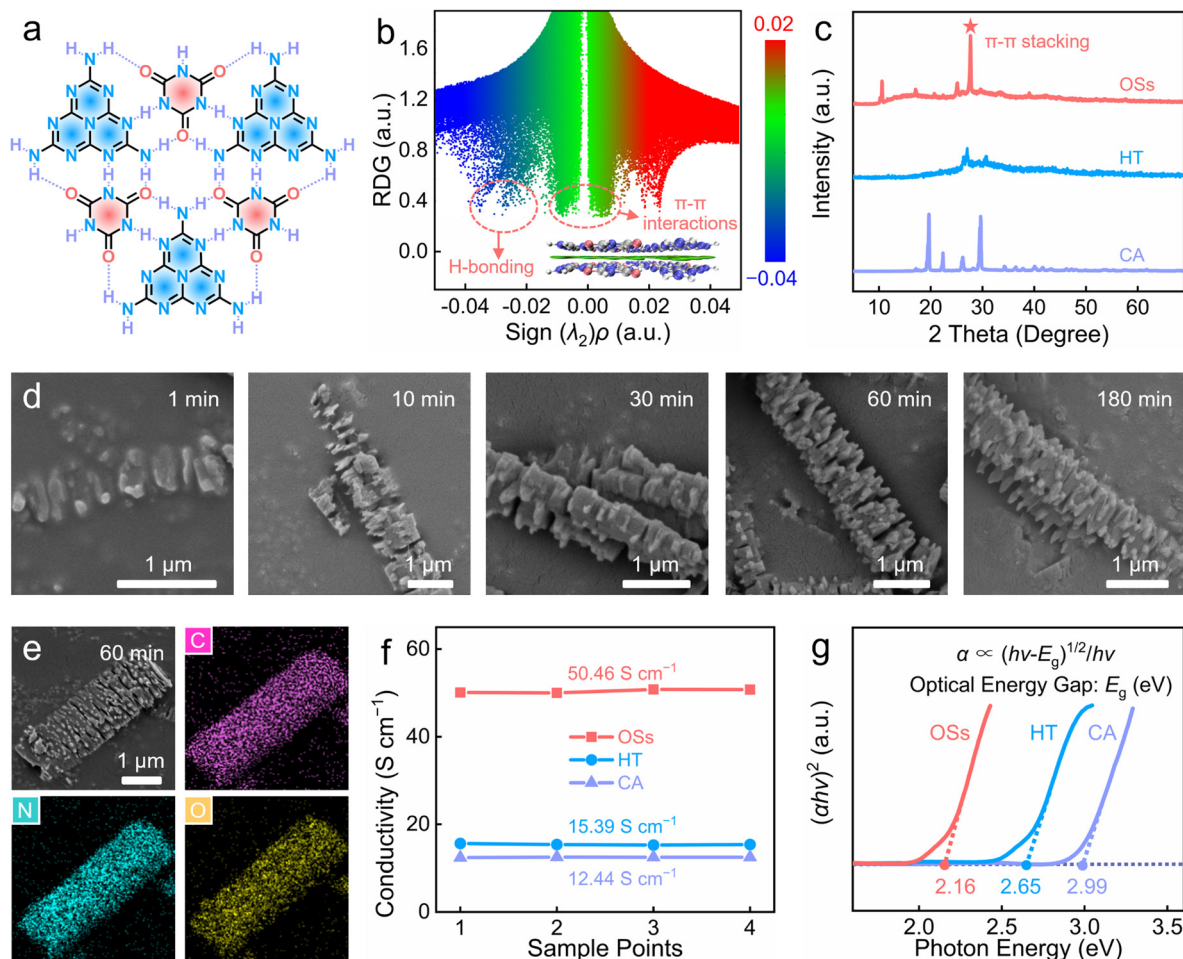 a
H
N
H
H
O
N
O
H
N
H
N
N
N
N
N
N
N
H
N
N
H
O
H
N
N
N
N
N
N
N
H
N
H
H
N
H
H
N
H
H
N
H
O
N
O
H
N
H
O
N
O
H
N
N
H
H
N
N
H
O
O
N
N
N
N
N
N
N
H
N
H
H
N
H
b
RDG (a.u.)
1.6
1.2
0.8
0.4
0.0
H-bonding
π-π
interactions
0.02
−0.04
-0.04
-0.02
0.00
0.02
0.04
Sign (λ₂)ρ (a.u.)
c
Intensity (a.u.)
π-π stacking
OSs
HT
CA
10 20 30 40 50 60
2 Theta (Degree)
d
1 min
1 μm
10 min
1 μm
30 min
1 μm
60 min
1 μm
180 min
1 μm
e
60 min
1 μm
C
N
O
f
Conductivity (S cm⁻¹)
60
40
20
0
50.46 S cm⁻¹
OSs
HT
CA
15.39 S cm⁻¹
12.44 S cm⁻¹
1 2 3 4
Sample Points
g
(αhν)² (a.u.)
α ∝ (hν-Eg)¹ᐟ²/hν
Optical Energy Gap: Eg (eV)
OSs
HT
CA
2.16
2.65
2.99
2.0 2.5 3.0 3.5
Photon Energy (eV)